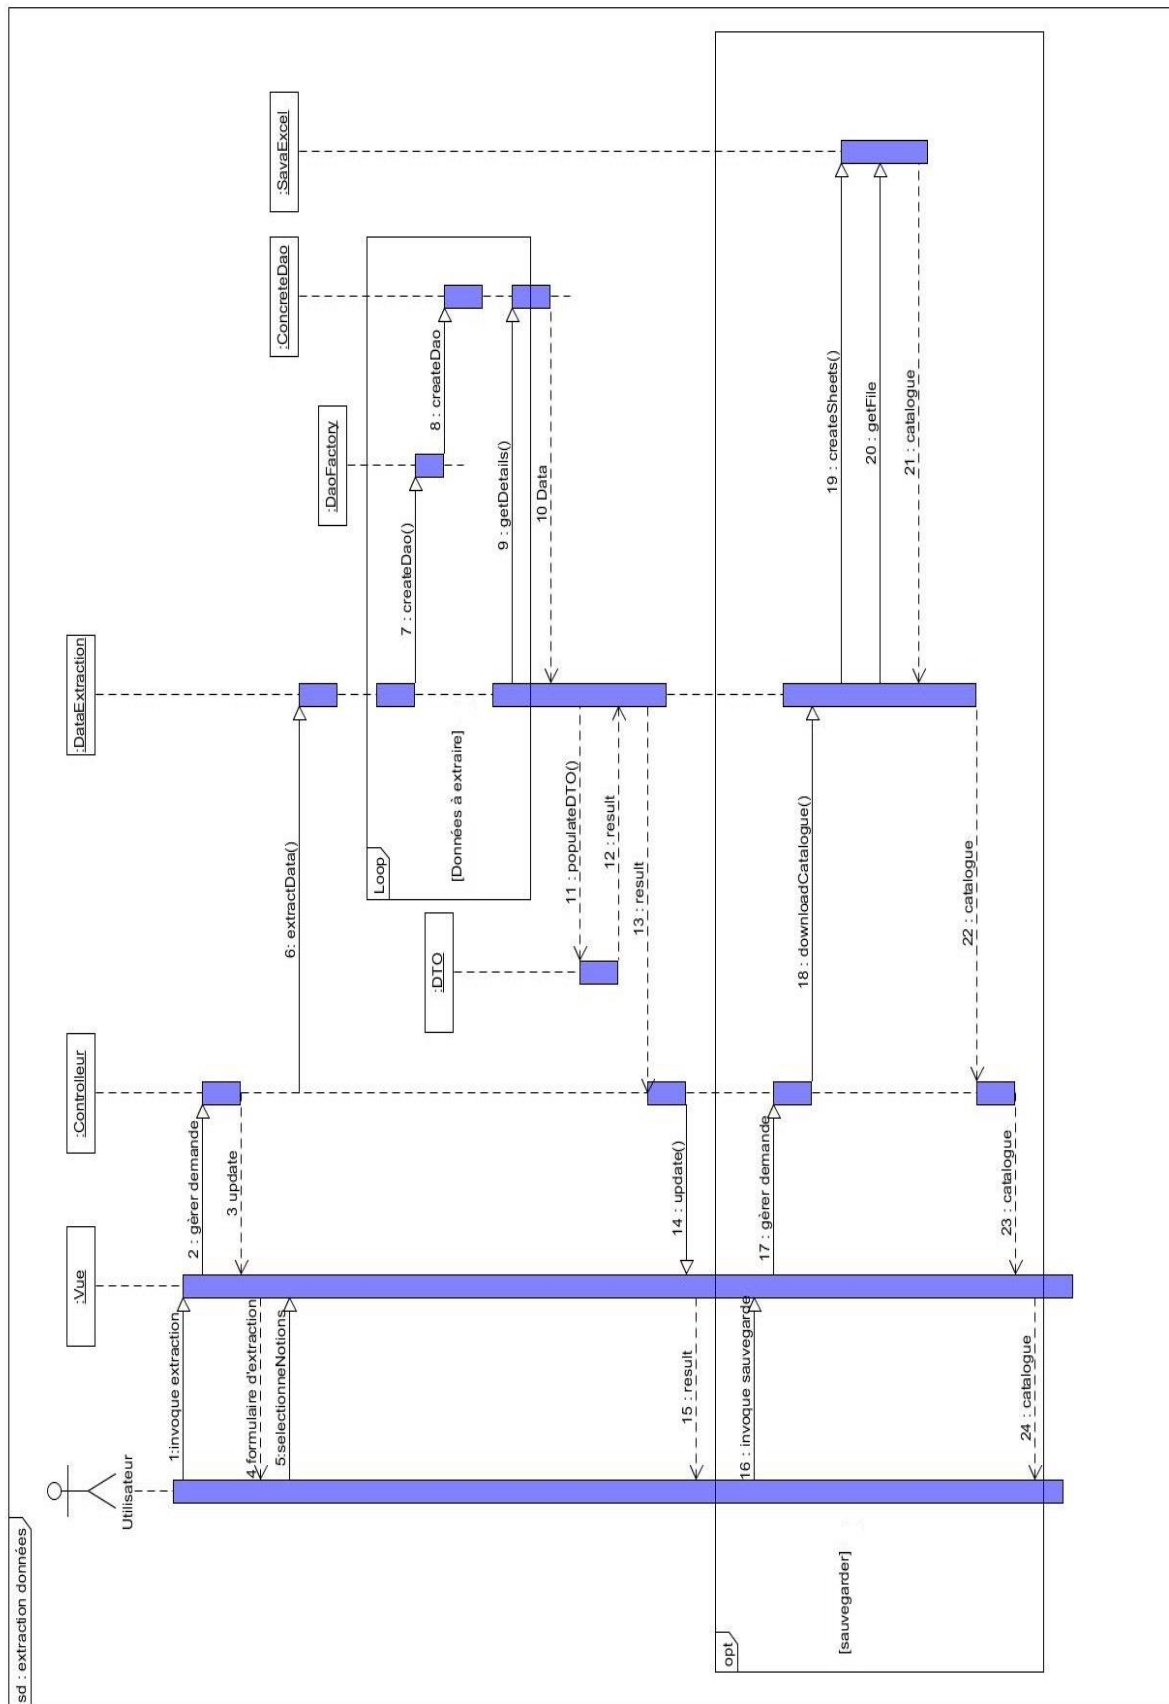 sd : extraction données
Utilisateur
:Vue
:Controlleur
:DTO
:DataExtraction
:DaoFactory
:ConcreteDao
:SavaExcel
1:invoque extraction
2 : gèrer demande
3 update
4 formulaire d'extraction
5:selectionneNotions
6: extractData()
Loop
[Données à extraire]
7 : createDao()
8 : createDao
9 : getDetails()
10 Data
11 : populateDTO()
12 : result
13 : result
14 : update()
15 : result
opt
[sauvegarder]
16 : invoque sauvegarde
17 : gèrer demande
18 : downloadCatalogue()
19 : createSheets()
20 : getFile
21 : catalogue
22 : catalogue
23 : catalogue
24 : catalogue